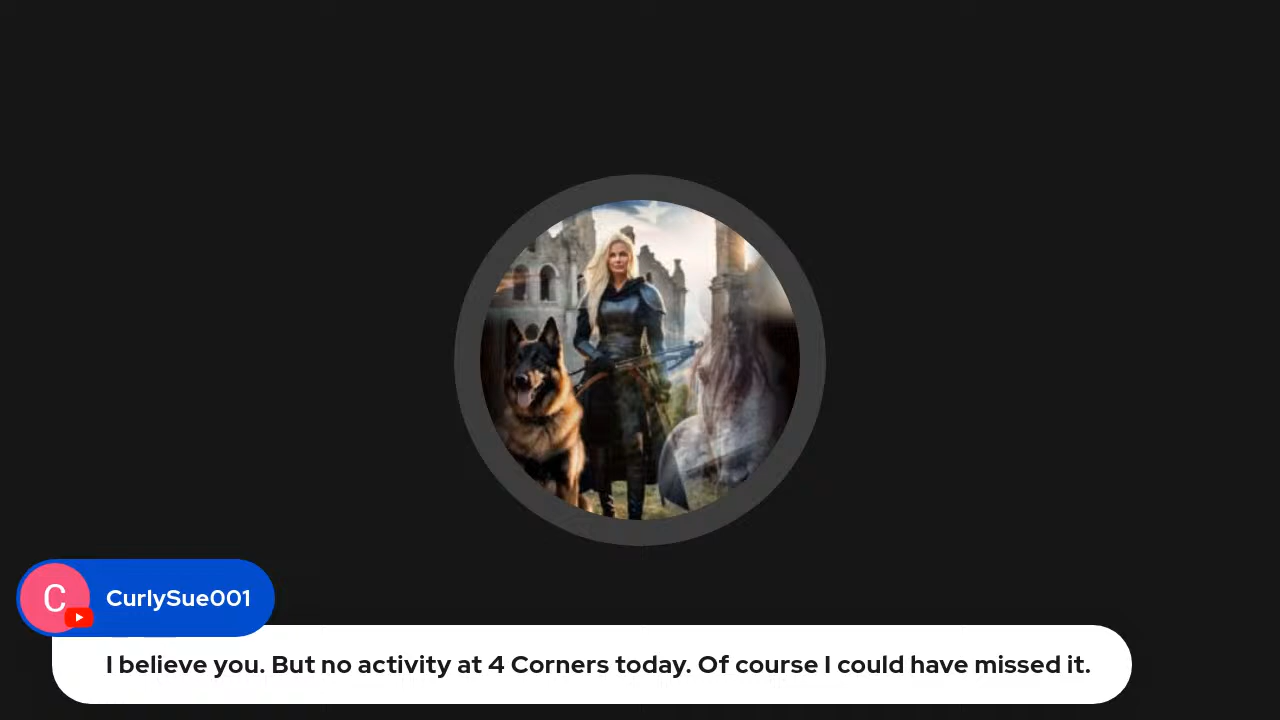 C
CurlySue001
I believe you. But no activity at 4 Corners today. Of course I could have missed it.